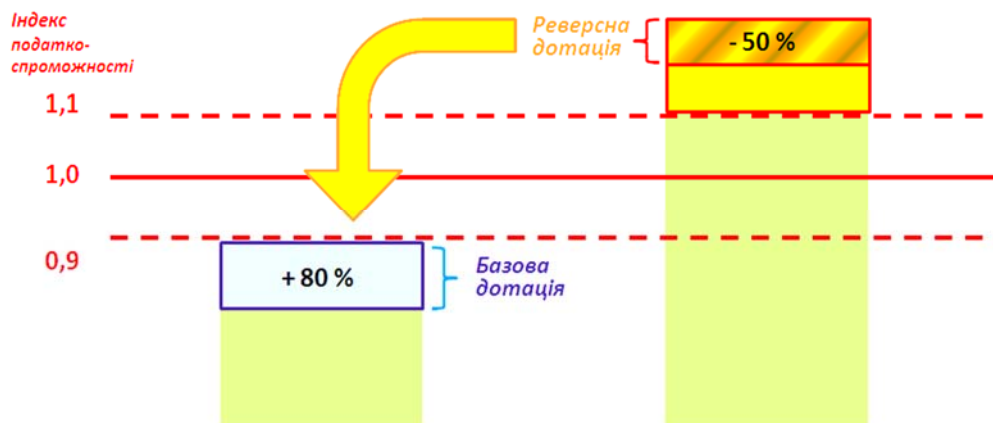 Індекс
податко-
спроможності
Реверсна
дотація
- 50 %
1,1
1,0
0,9
+ 80 %
Базова
дотація